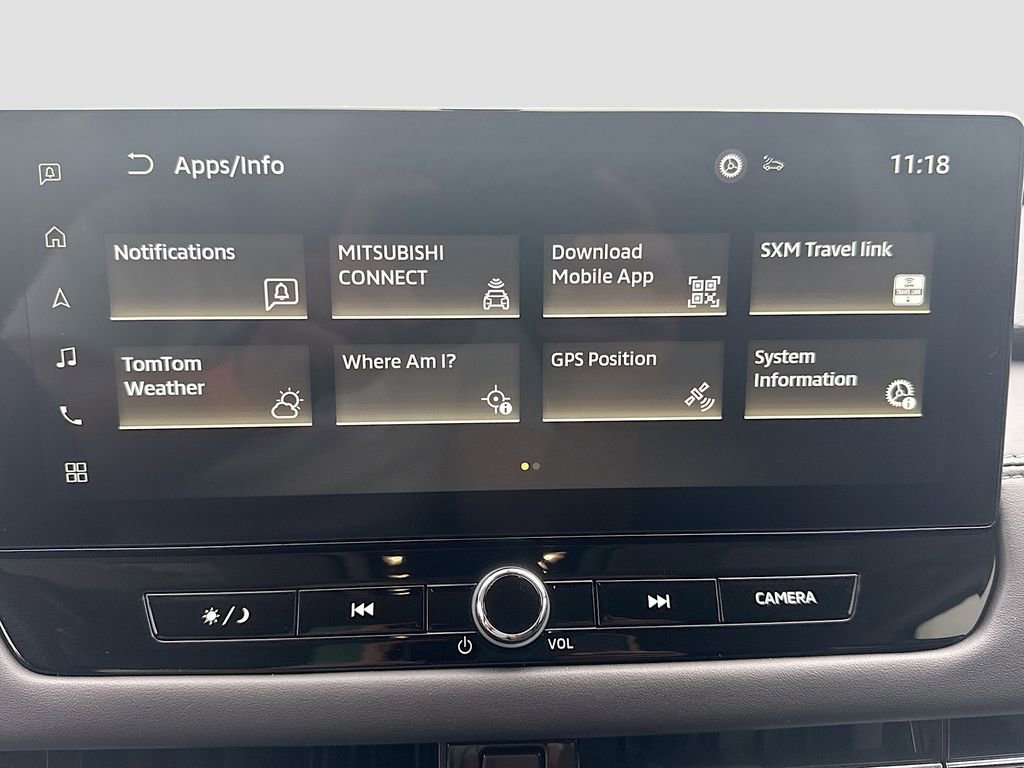 Apps/Info
11:18
Notifications
MITSUBISHI
CONNECT
Download
Mobile App
SXM Travel link
TomTom
Weather
Where Am I?
GPS Position
System
Information
CAMERA
VOL